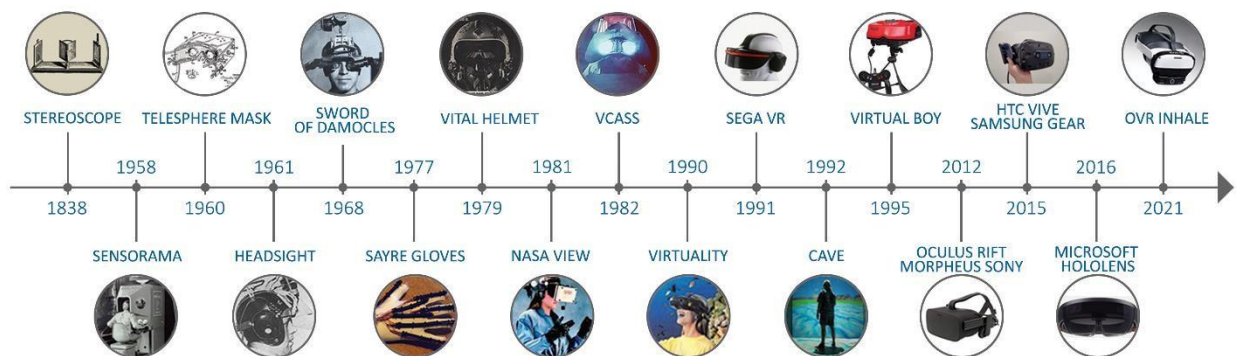 STEREOSCOPE
TELESPHERE MASK
SWORD
OF DAMOCLES
VITAL HELMET
VCASS
SEGA VR
VIRTUAL BOY
HTC VIVE
SAMSUNG GEAR
OVR INHALE
1958
1961
1977
1981
1990
1992
2012
2016
1838
1960
1968
1979
1982
1991
1995
2015
2021
SENSORAMA
HEADSIGHT
SAYRE GLOVES
NASA VIEW
VIRTUALITY
CAVE
OCULUS RIFT
MORPHEUS SONY
MICROSOFT
HOLOLENS